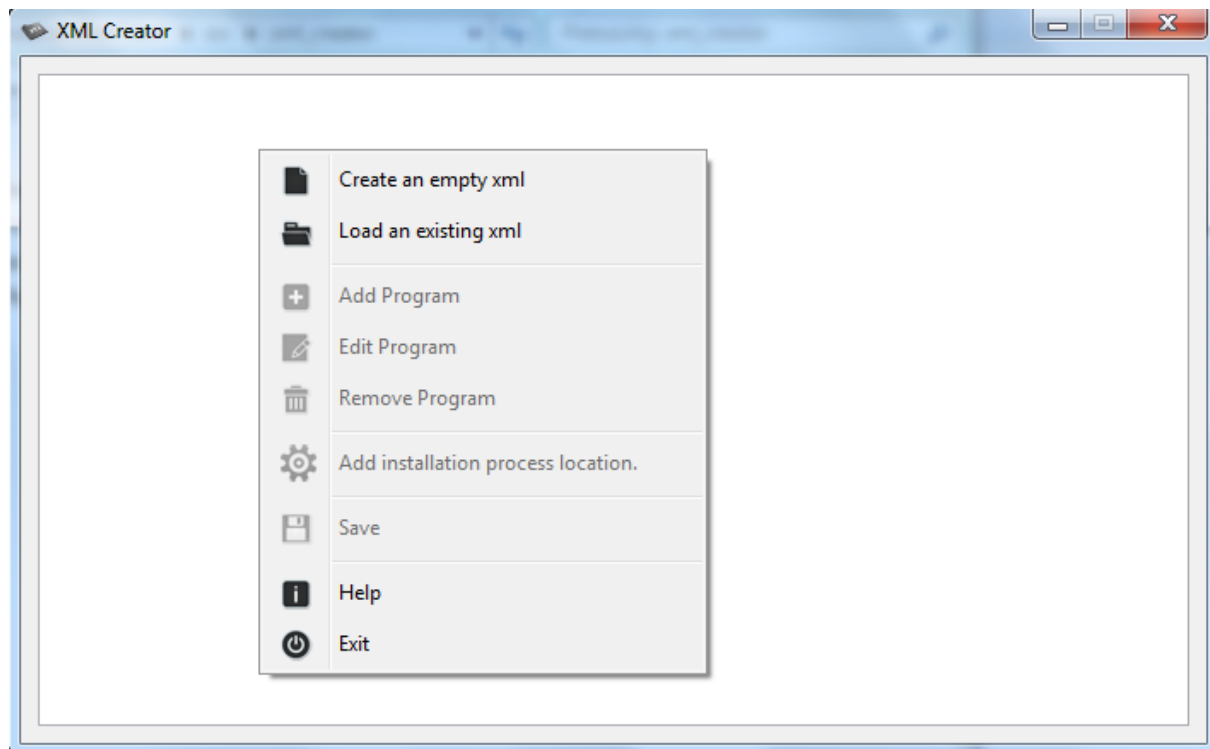 XML Creator
Create an empty xml
Load an existing xml
Add Program
Edit Program
Remove Program
Add installation process location.
Save
Help
Exit